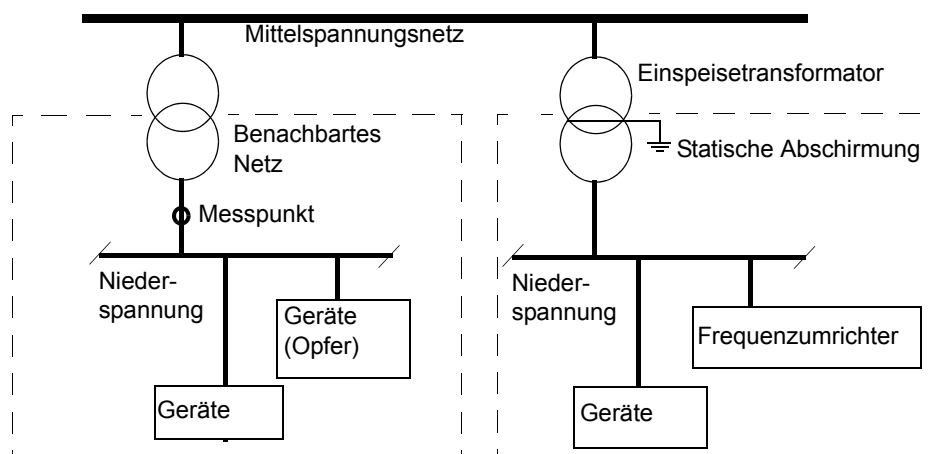 Mittelspannungsnetz
Einspeisetransformator
Benachbartes
Netz
Statische Abschirmung
Messpunkt
Nieder-
spannung
Geräte
(Opfer)
Geräte
Nieder-
spannung
Frequenzumrichter
Geräte